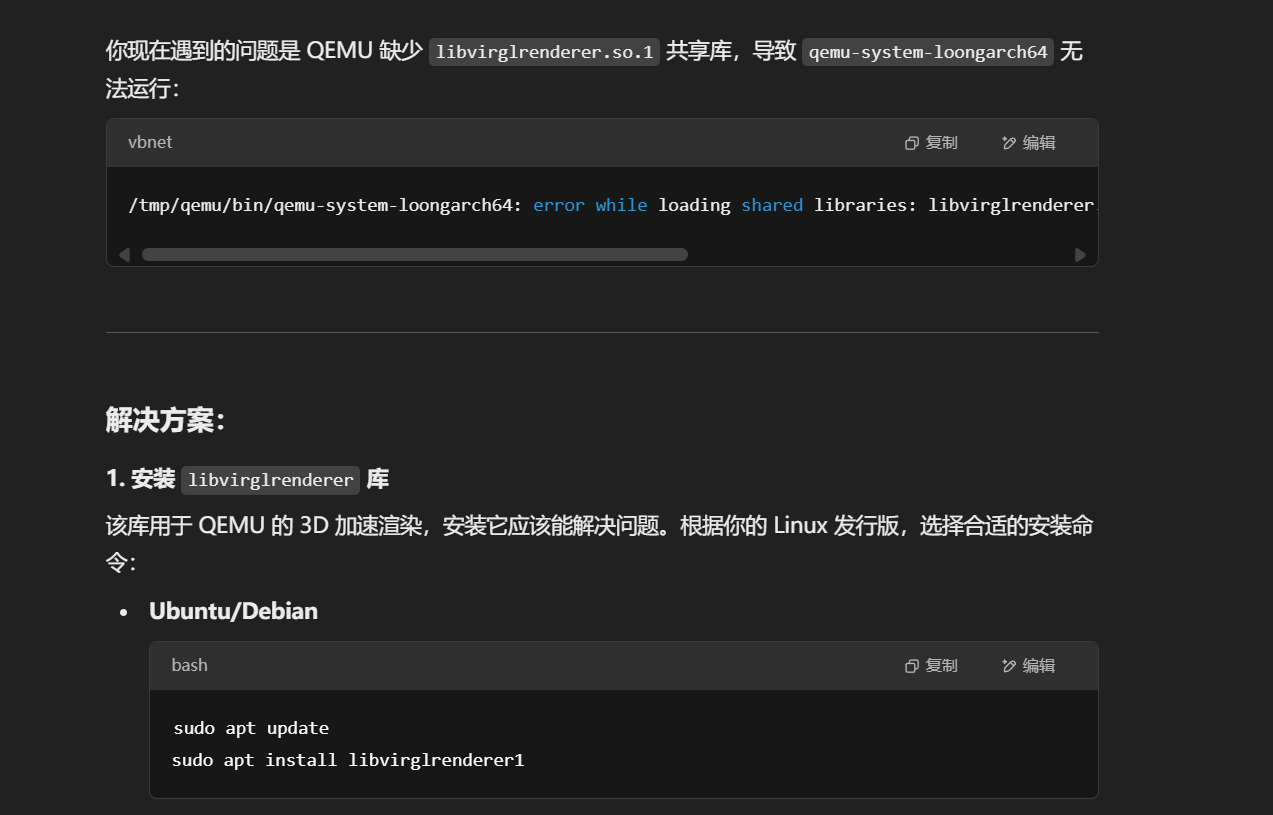 你现在遇到的问题是 QEMU 缺少 libvirglrenderer.so.1 共享库，导致 qemu-system-loongarch64 无
法运行：
vbnet 复制 编辑
/tmp/qemu/bin/qemu-system-loongarch64: error while loading shared libraries: libvirglrenderer.
解决方案：
1. 安装 libvirglrenderer 库
该库用于 QEMU 的 3D 加速渲染，安装它应该能解决问题。根据你的 Linux 发行版，选择合适的安装命
令：
• Ubuntu/Debian
bash 复制 编辑
sudo apt update
sudo apt install libvirglrenderer1